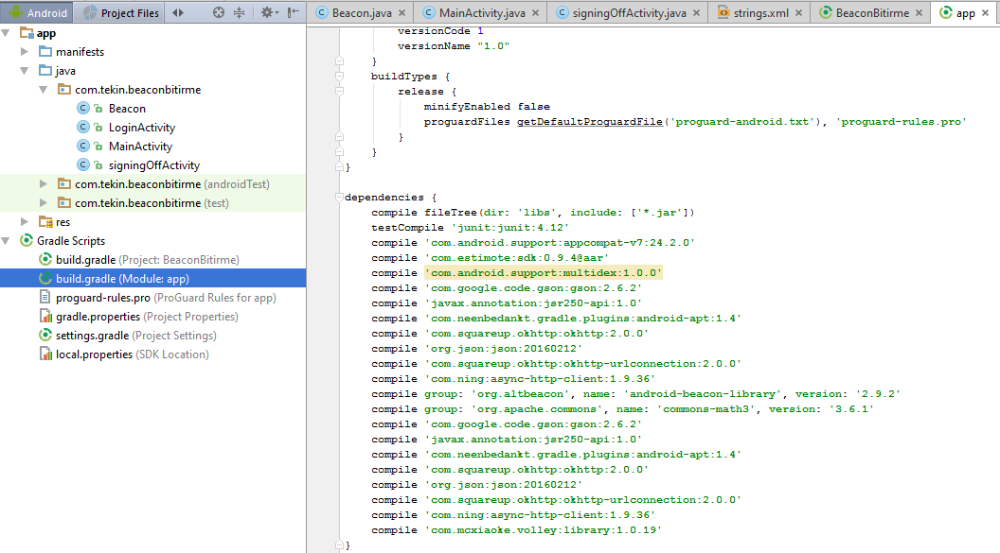 Android Project Files
Beacon.java MainActivity.java signingOffActivity.java strings.xml BeaconBitirme app
app
manifests
java
com.tekin.beaconbitirme
Beacon
LoginActivity
MainActivity
signingOffActivity
com.tekin.beaconbitirme (androidTest)
com.tekin.beaconbitirme (test)
res
Gradle Scripts
build.gradle (Project: BeaconBitirme)
build.gradle (Module: app)
proguard-rules.pro (ProGuard Rules for app)
gradle.properties (Project Properties)
settings.gradle (Project Settings)
local.properties (SDK Location)
versionCode 1
versionName "1.0"
}
buildTypes {
release {
minifyEnabled false
proguardFiles getDefaultProguardFile('proguard-android.txt'), 'proguard-rules.pro'
}
}
}
dependencies {
compile fileTree(dir: 'libs', include: ['*.jar'])
testCompile 'junit:junit:4.12'
compile 'com.android.support:appcompat-v7:24.2.0'
compile 'com.estimote:sdk:0.9.4@aar'
compile 'com.android.support:multidex:1.0.0'
compile 'com.google.code.gson:gson:2.6.2'
compile 'javax.annotation:jsr250-api:1.0'
compile 'com.neenbedankt.gradle.plugins:android-apt:1.4'
compile 'com.squareup.okhttp:okhttp:2.0.0'
compile 'org.json:json:20160212'
compile 'com.squareup.okhttp:okhttp-urlconnection:2.0.0'
compile 'com.ning:async-http-client:1.9.36'
compile group: 'org.altbeacon', name: 'android-beacon-library', version: '2.9.2'
compile group: 'org.apache.commons', name: 'commons-math3', version: '3.6.1'
compile 'com.google.code.gson:gson:2.6.2'
compile 'javax.annotation:jsr250-api:1.0'
compile 'com.neenbedankt.gradle.plugins:android-apt:1.4'
compile 'com.squareup.okhttp:okhttp:2.0.0'
compile 'org.json:json:20160212'
compile 'com.squareup.okhttp:okhttp-urlconnection:2.0.0'
compile 'com.ning:async-http-client:1.9.36'
compile 'com.mcxiaoke.volley:library:1.0.19'
}